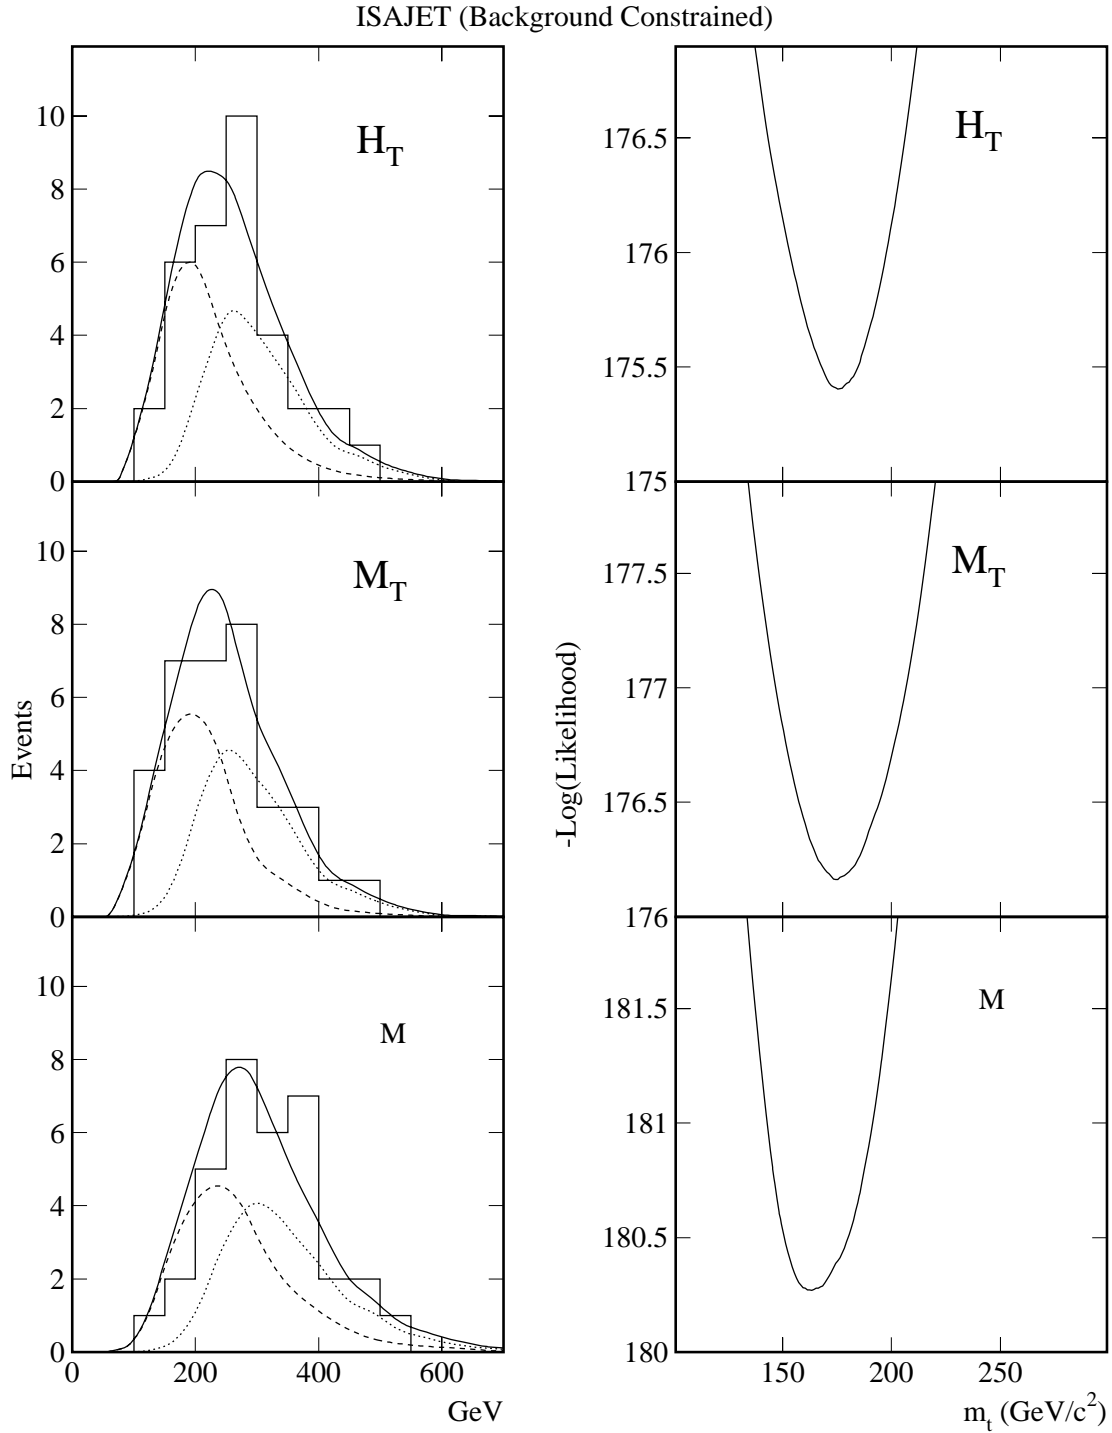 ISAJET (Background Constrained)
H_T
10
8
6
4
2
0
H_T
176.5
176
175.5
175
M_T
10
8
6
4
2
0
Events
M_T
177.5
177
176.5
176
-Log(Likelihood)
M
10
8
6
4
2
0
0 200 400 600
GeV
M
181.5
181
180.5
180
150 200 250
m_t (GeV/c²)